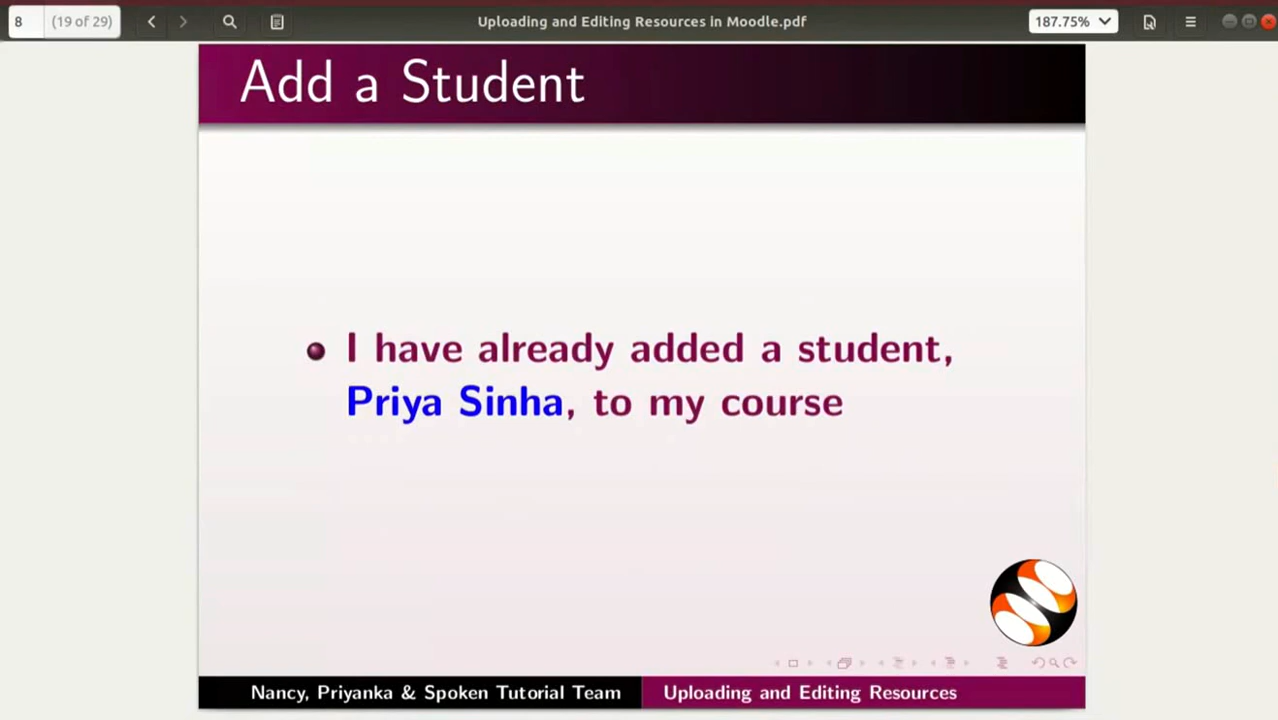 8 (19 of 29) Uploading and Editing Resources in Moodle.pdf 187.75%
Add a Student
I have already added a student,
Priya Sinha, to my course
Nancy, Priyanka & Spoken Tutorial Team Uploading and Editing Resources